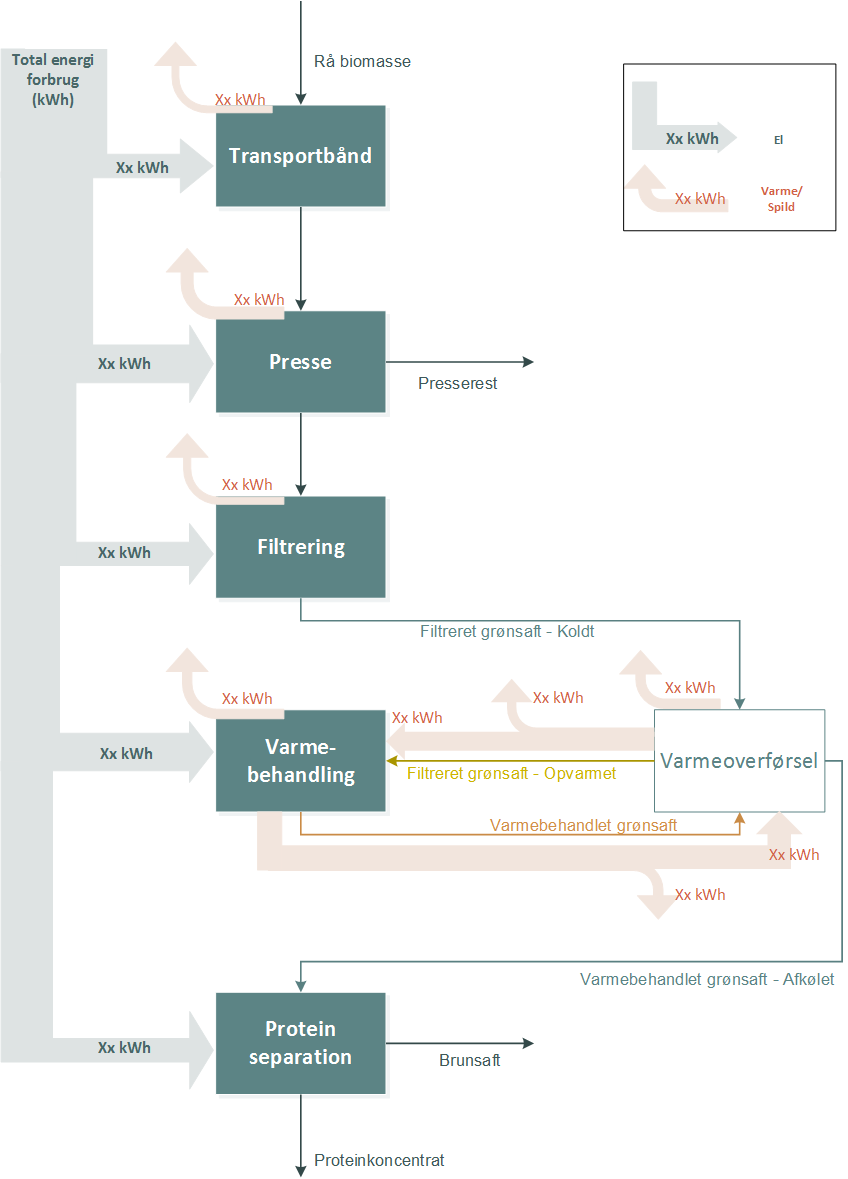 Rå biomasse
Total energi
forbrug
(kWh)
Xx kWh
Transportbånd
Xx kWh
Xx kWh
El
Xx kWh
Varme/
Spild
Xx kWh
Xx kWh
Presse
Xx kWh
Presserest
Xx kWh
Filtrering
Xx kWh
Filtreret grønsaft - Koldt
Xx kWh
Xx kWh
Xx kWh
Xx kWh
Varme-
behandling
Xx kWh
Varmeoverførsel
Filtreret grønsaft - Opvarmet
Varmebehandlet grønsaft
Xx kWh
Xx kWh
Varmebehandlet grønsaft - Afkølet
Protein
separation
Xx kWh
Brunsaft
Proteinkoncentrat